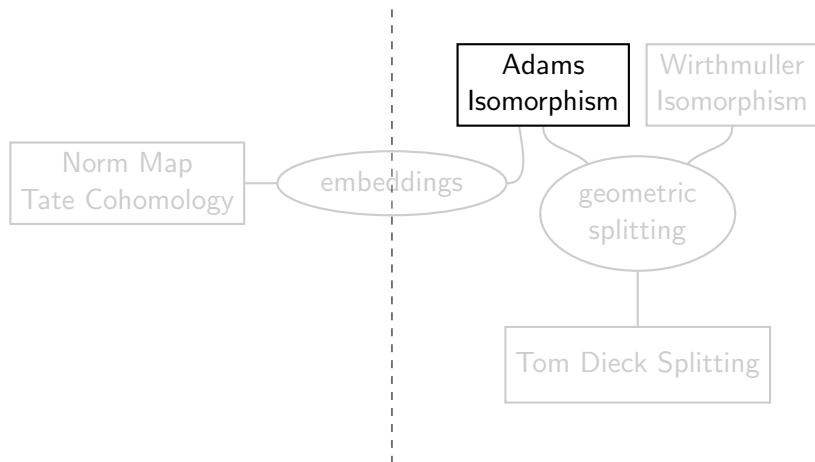 Adams
Isomorphism
Wirthmuller
Isomorphism
Norm Map
Tate Cohomology
embeddings
geometric
splitting
Tom Dieck Splitting